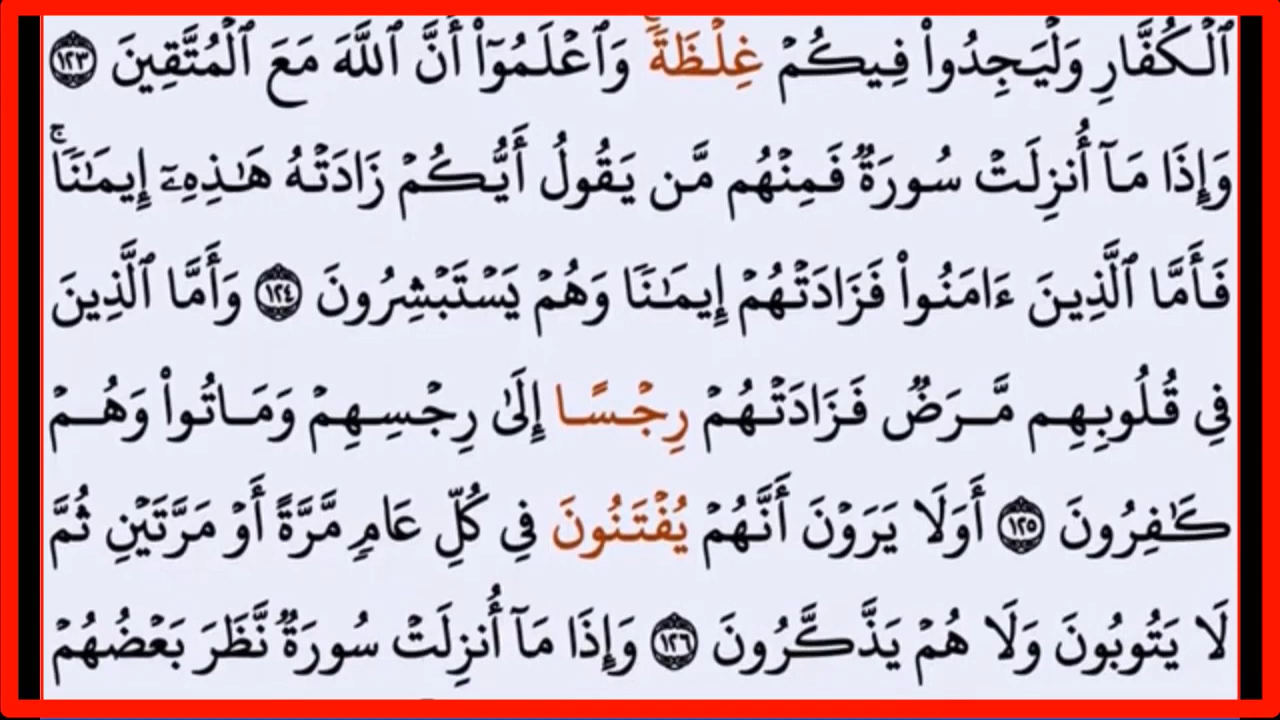 ٱلۡكُفَّارِ وَلۡيَجِدُواْ فِيكُمۡ غِلۡظَةٗۚ وَٱعۡلَمُوٓاْ أَنَّ ٱللَّهَ مَعَ ٱلۡمُتَّقِينَ ١٢٣
وَإِذَا مَآ أُنزِلَتۡ سُورَةٞ فَمِنۡهُم مَّن يَقُولُ أَيُّكُمۡ زَادَتۡهُ هَٰذِهِۦٓ إِيمَٰنٗاۚ
فَأَمَّا ٱلَّذِينَ ءَامَنُواْ فَزَادَتۡهُمۡ إِيمَٰنٗا وَهُمۡ يَسۡتَبۡشِرُونَ ١٢٤ وَأَمَّا ٱلَّذِينَ
فِي قُلُوبِهِم مَّرَضٞ فَزَادَتۡهُمۡ رِجۡسًا إِلَىٰ رِجۡسِهِمۡ وَمَاتُواْ وَهُمۡ
كَٰفِرُونَ ١٢٥ أَوَلَا يَرَوۡنَ أَنَّهُمۡ يُفۡتَنُونَ فِي كُلِّ عَامٖ مَّرَّةً أَوۡ مَرَّتَيۡنِ ثُمَّ
لَا يَتُوبُونَ وَلَا هُمۡ يَذَّكَّرُونَ ١٢٦ وَإِذَا مَآ أُنزِلَتۡ سُورَةٞ نَّظَرَ بَعۡضُهُمۡ